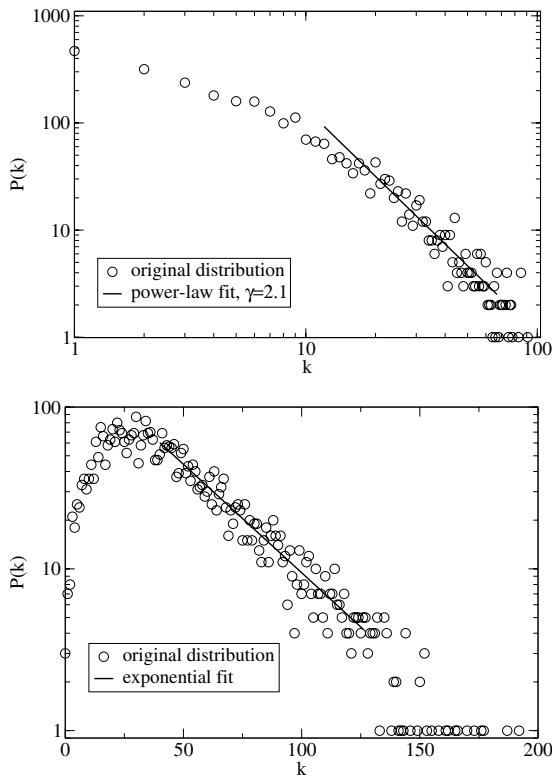 1000
100
10
1
P(k)
original distribution
power-law fit, γ=2.1
1 10 100
k
100
10
1
P(k)
original distribution
exponential fit
0 50 100 150 200
k